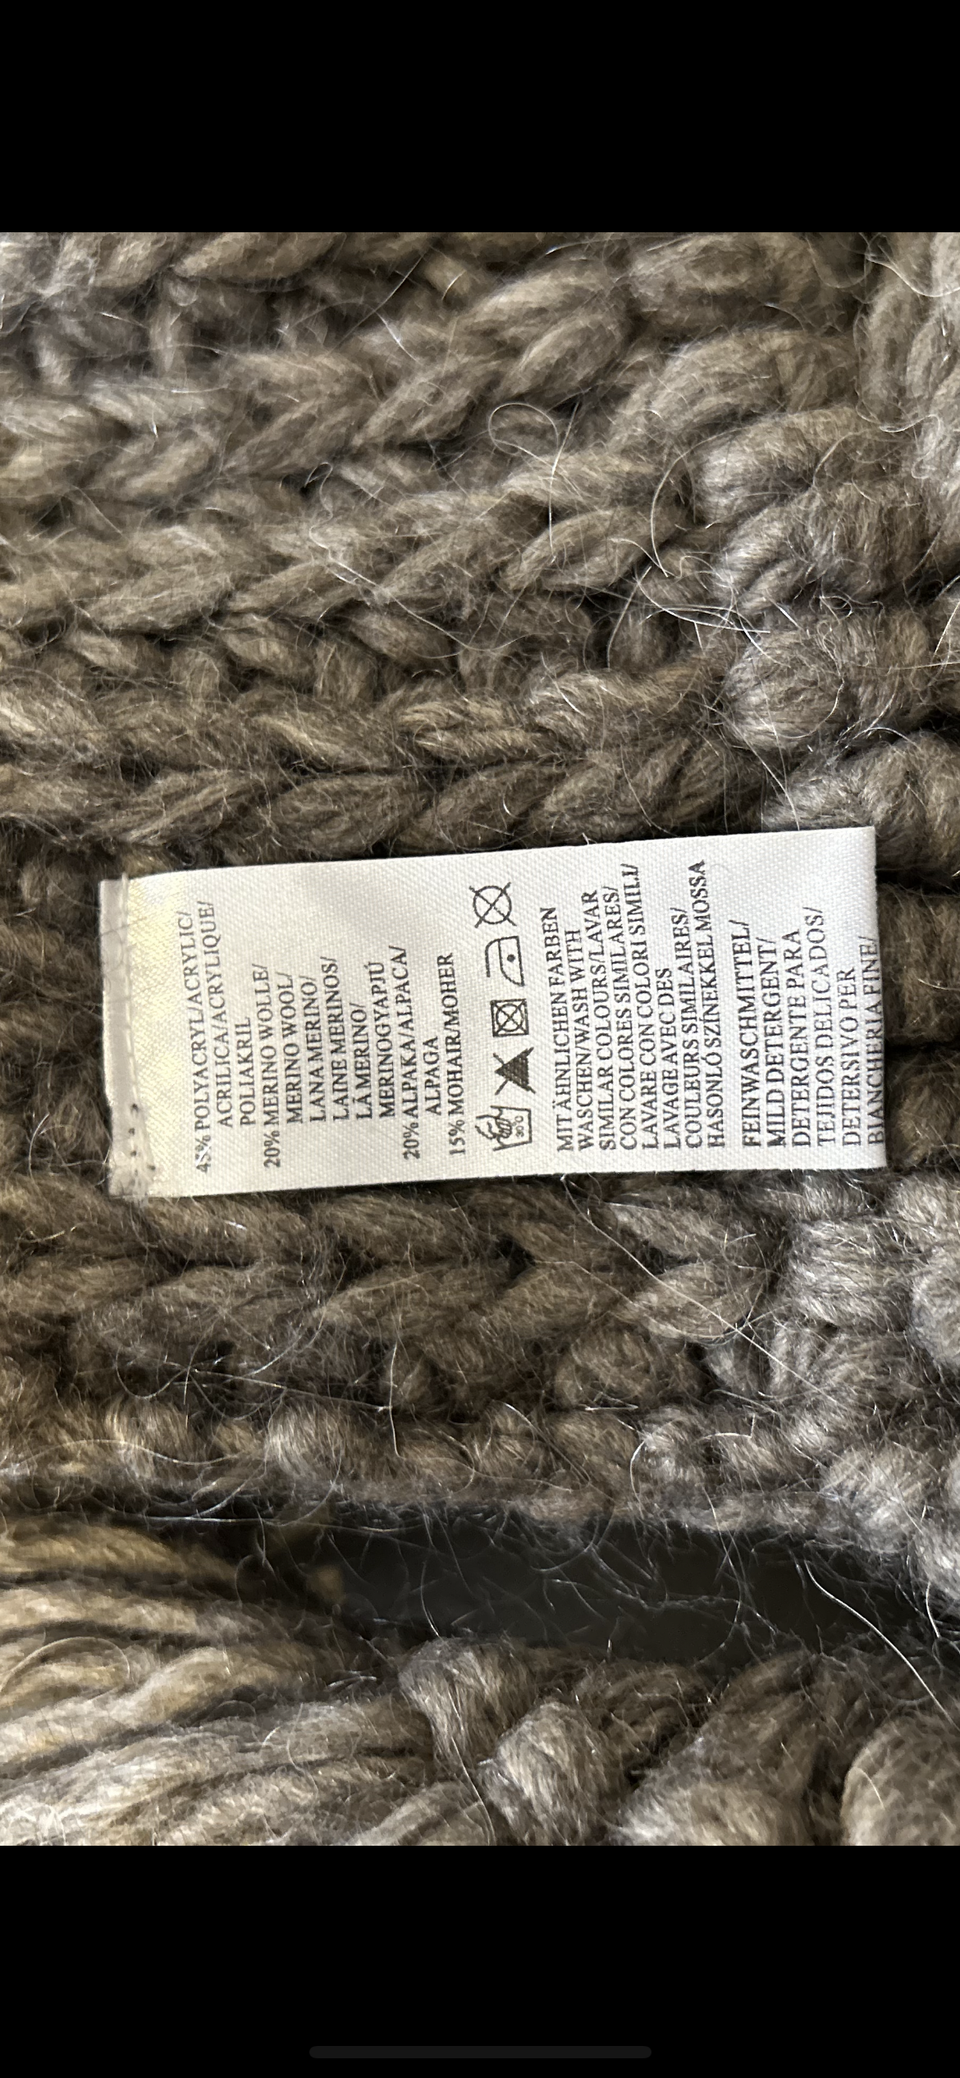 45% POLYACRYL/ACRYLIC/
ACRILICA/ACRYLIQUE/
POLIAKRIL
20% MERINO WOLLE/
MERINO WOOL/
LANA MERINO/
LAINE MERINOS/
LÃ MERINO/
MERINOGYAPJÚ
20% ALPAKA/ALPACA/
ALPAGA
15% MOHAIR/MOHER
30°C
MIT ÄHNLICHEN FARBEN
WASCHEN/WASH WITH
SIMILAR COLOURS/LAVAR
CON COLORES SIMILARES/
LAVARE CON COLORI SIMILI/
LAVAGE AVEC DES
COULEURS SIMILAIRES/
HASONLÓ SZÍNEKKEL MOSSA
FEINWASCHMITTEL/
MILD DETERGENT/
DETERGENTE PARA
TEJIDOS DELICADOS/
DETERSIVO PER
BIANCHERIA FINE/